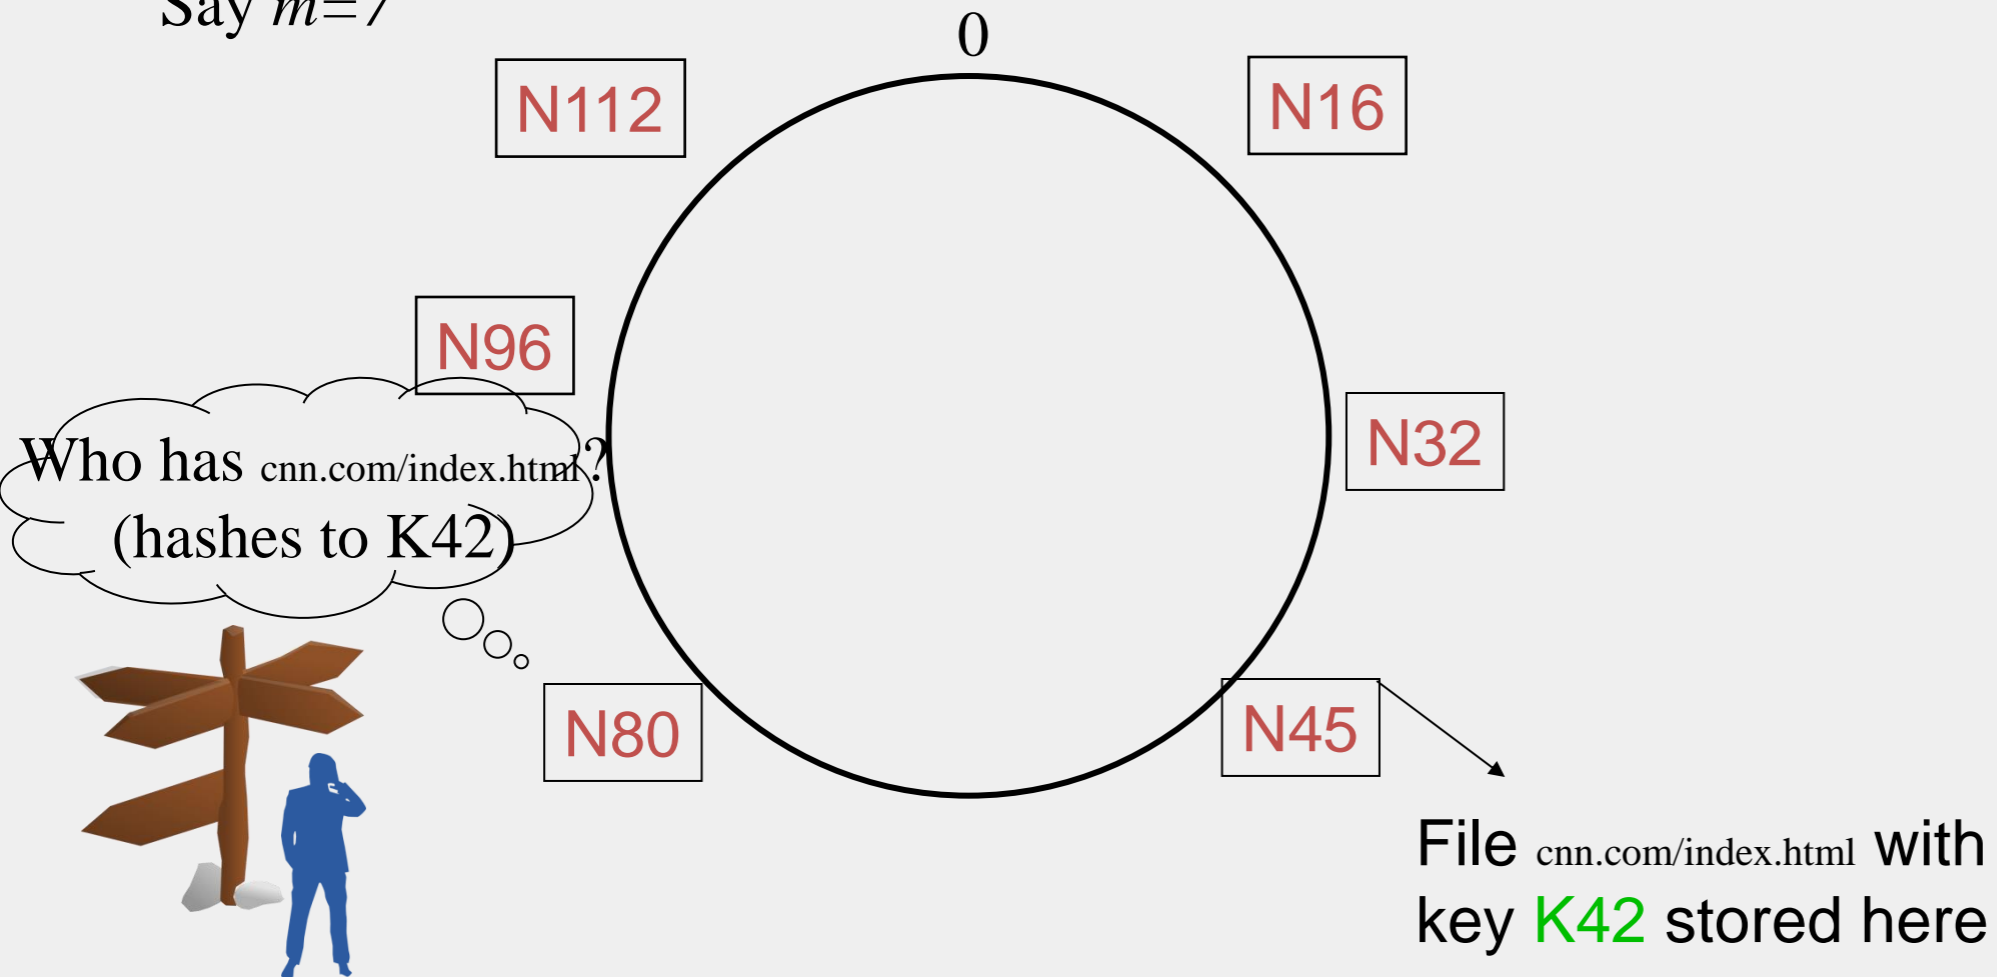 Say m=7
0
N112
N16
N96
N32
Who has cnn.com/index.html?
(hashes to K42)
N80
N45
File cnn.com/index.html with
key K42 stored here